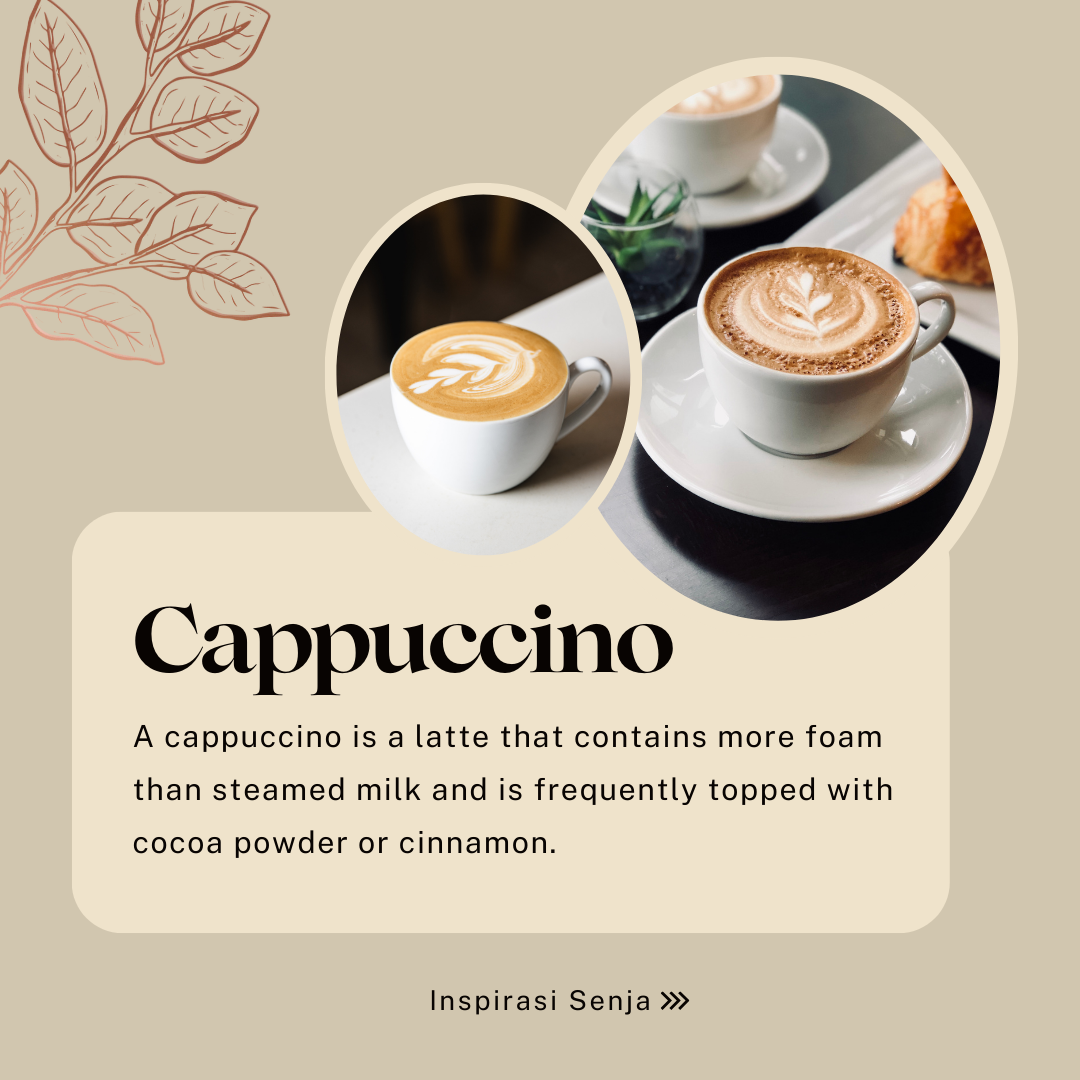 Cappuccino
A cappuccino is a latte that contains more foam
than steamed milk and is frequently topped with
cocoa powder or cinnamon.
Inspirasi Senja